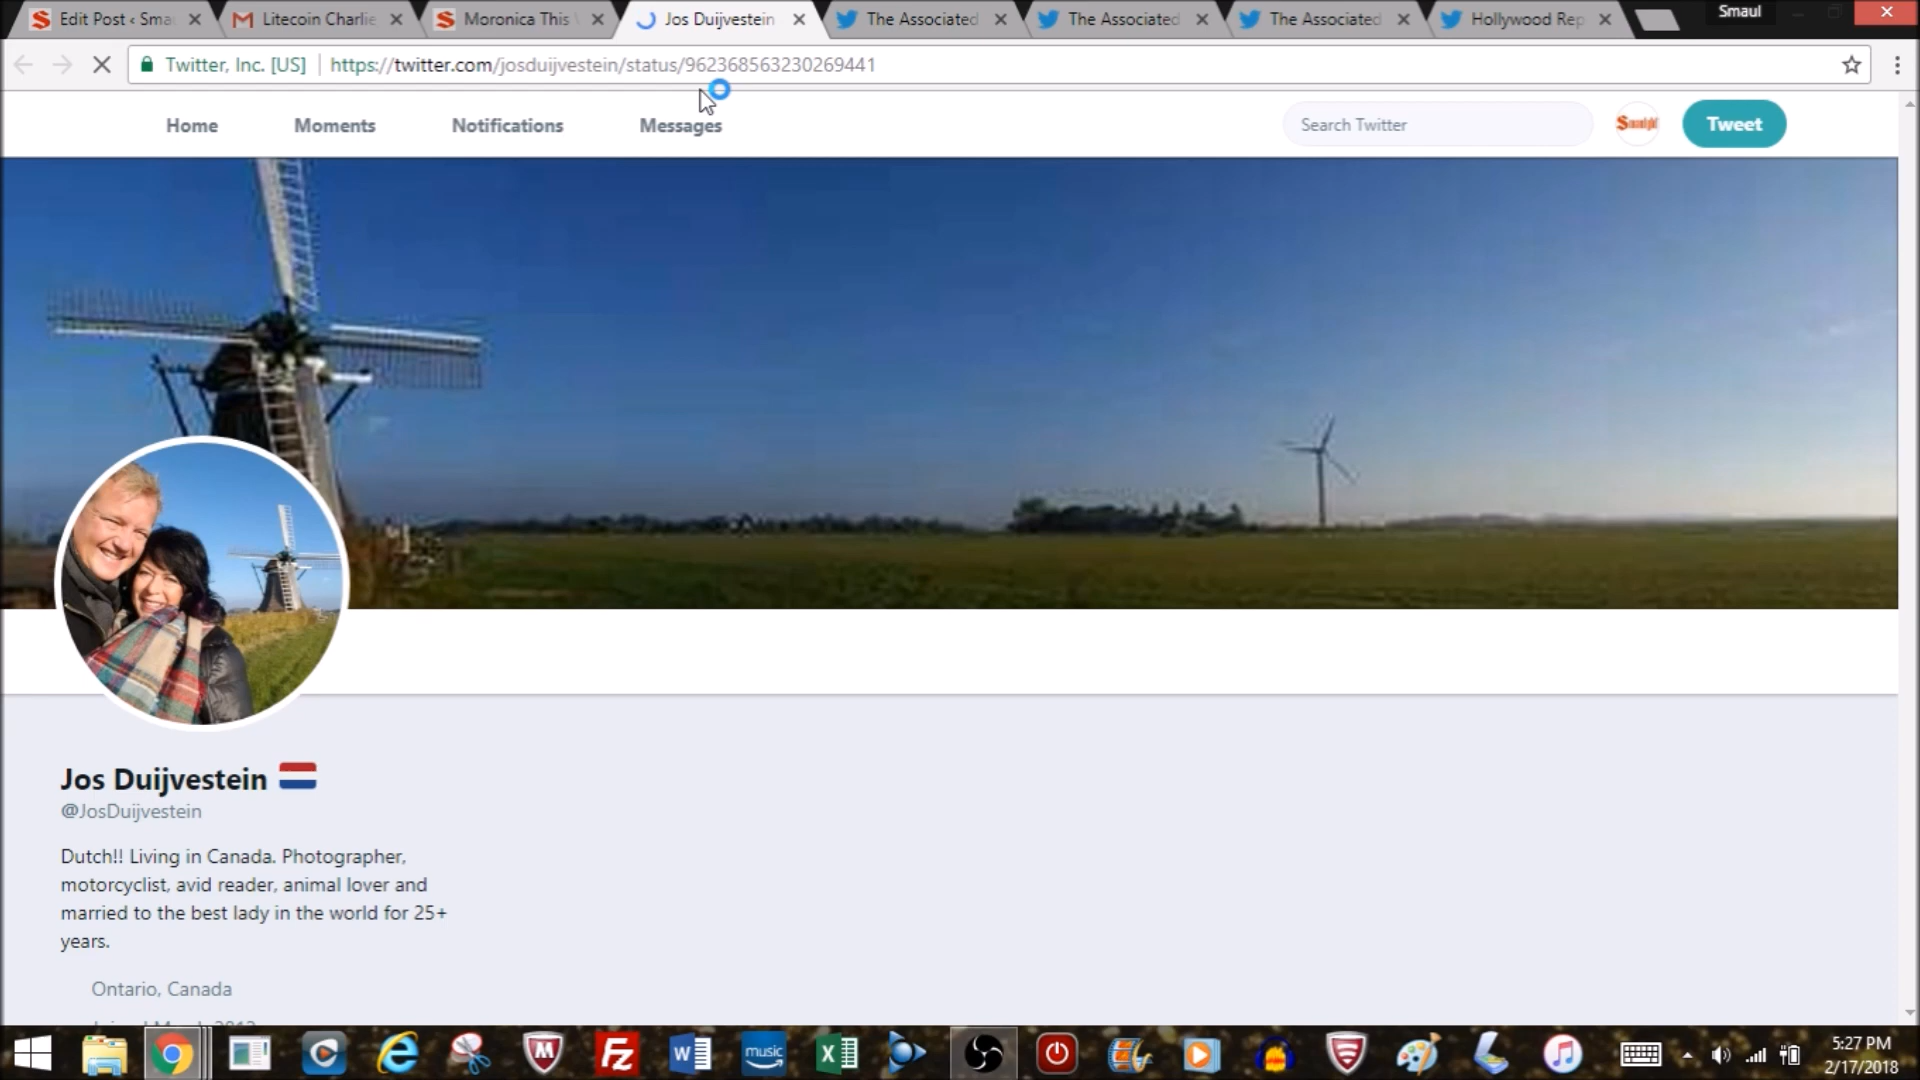 Edit Post ‹ Sma
Litecoin Charlie
Moronica This
Jos Duijvestein
The Associated
The Associated
The Associated
Hollywood Rep
Smaul
Twitter, Inc. [US]
https://twitter.com/josduijvestein/status/962368563230269441
Home
Moments
Notifications
Messages
Search Twitter
Tweet
Jos Duijvestein
@JosDuijvestein
Dutch!! Living in Canada. Photographer,
motorcyclist, avid reader, animal lover and
married to the best lady in the world for 25+
years.
Ontario, Canada
music
5:27 PM
2/17/2018